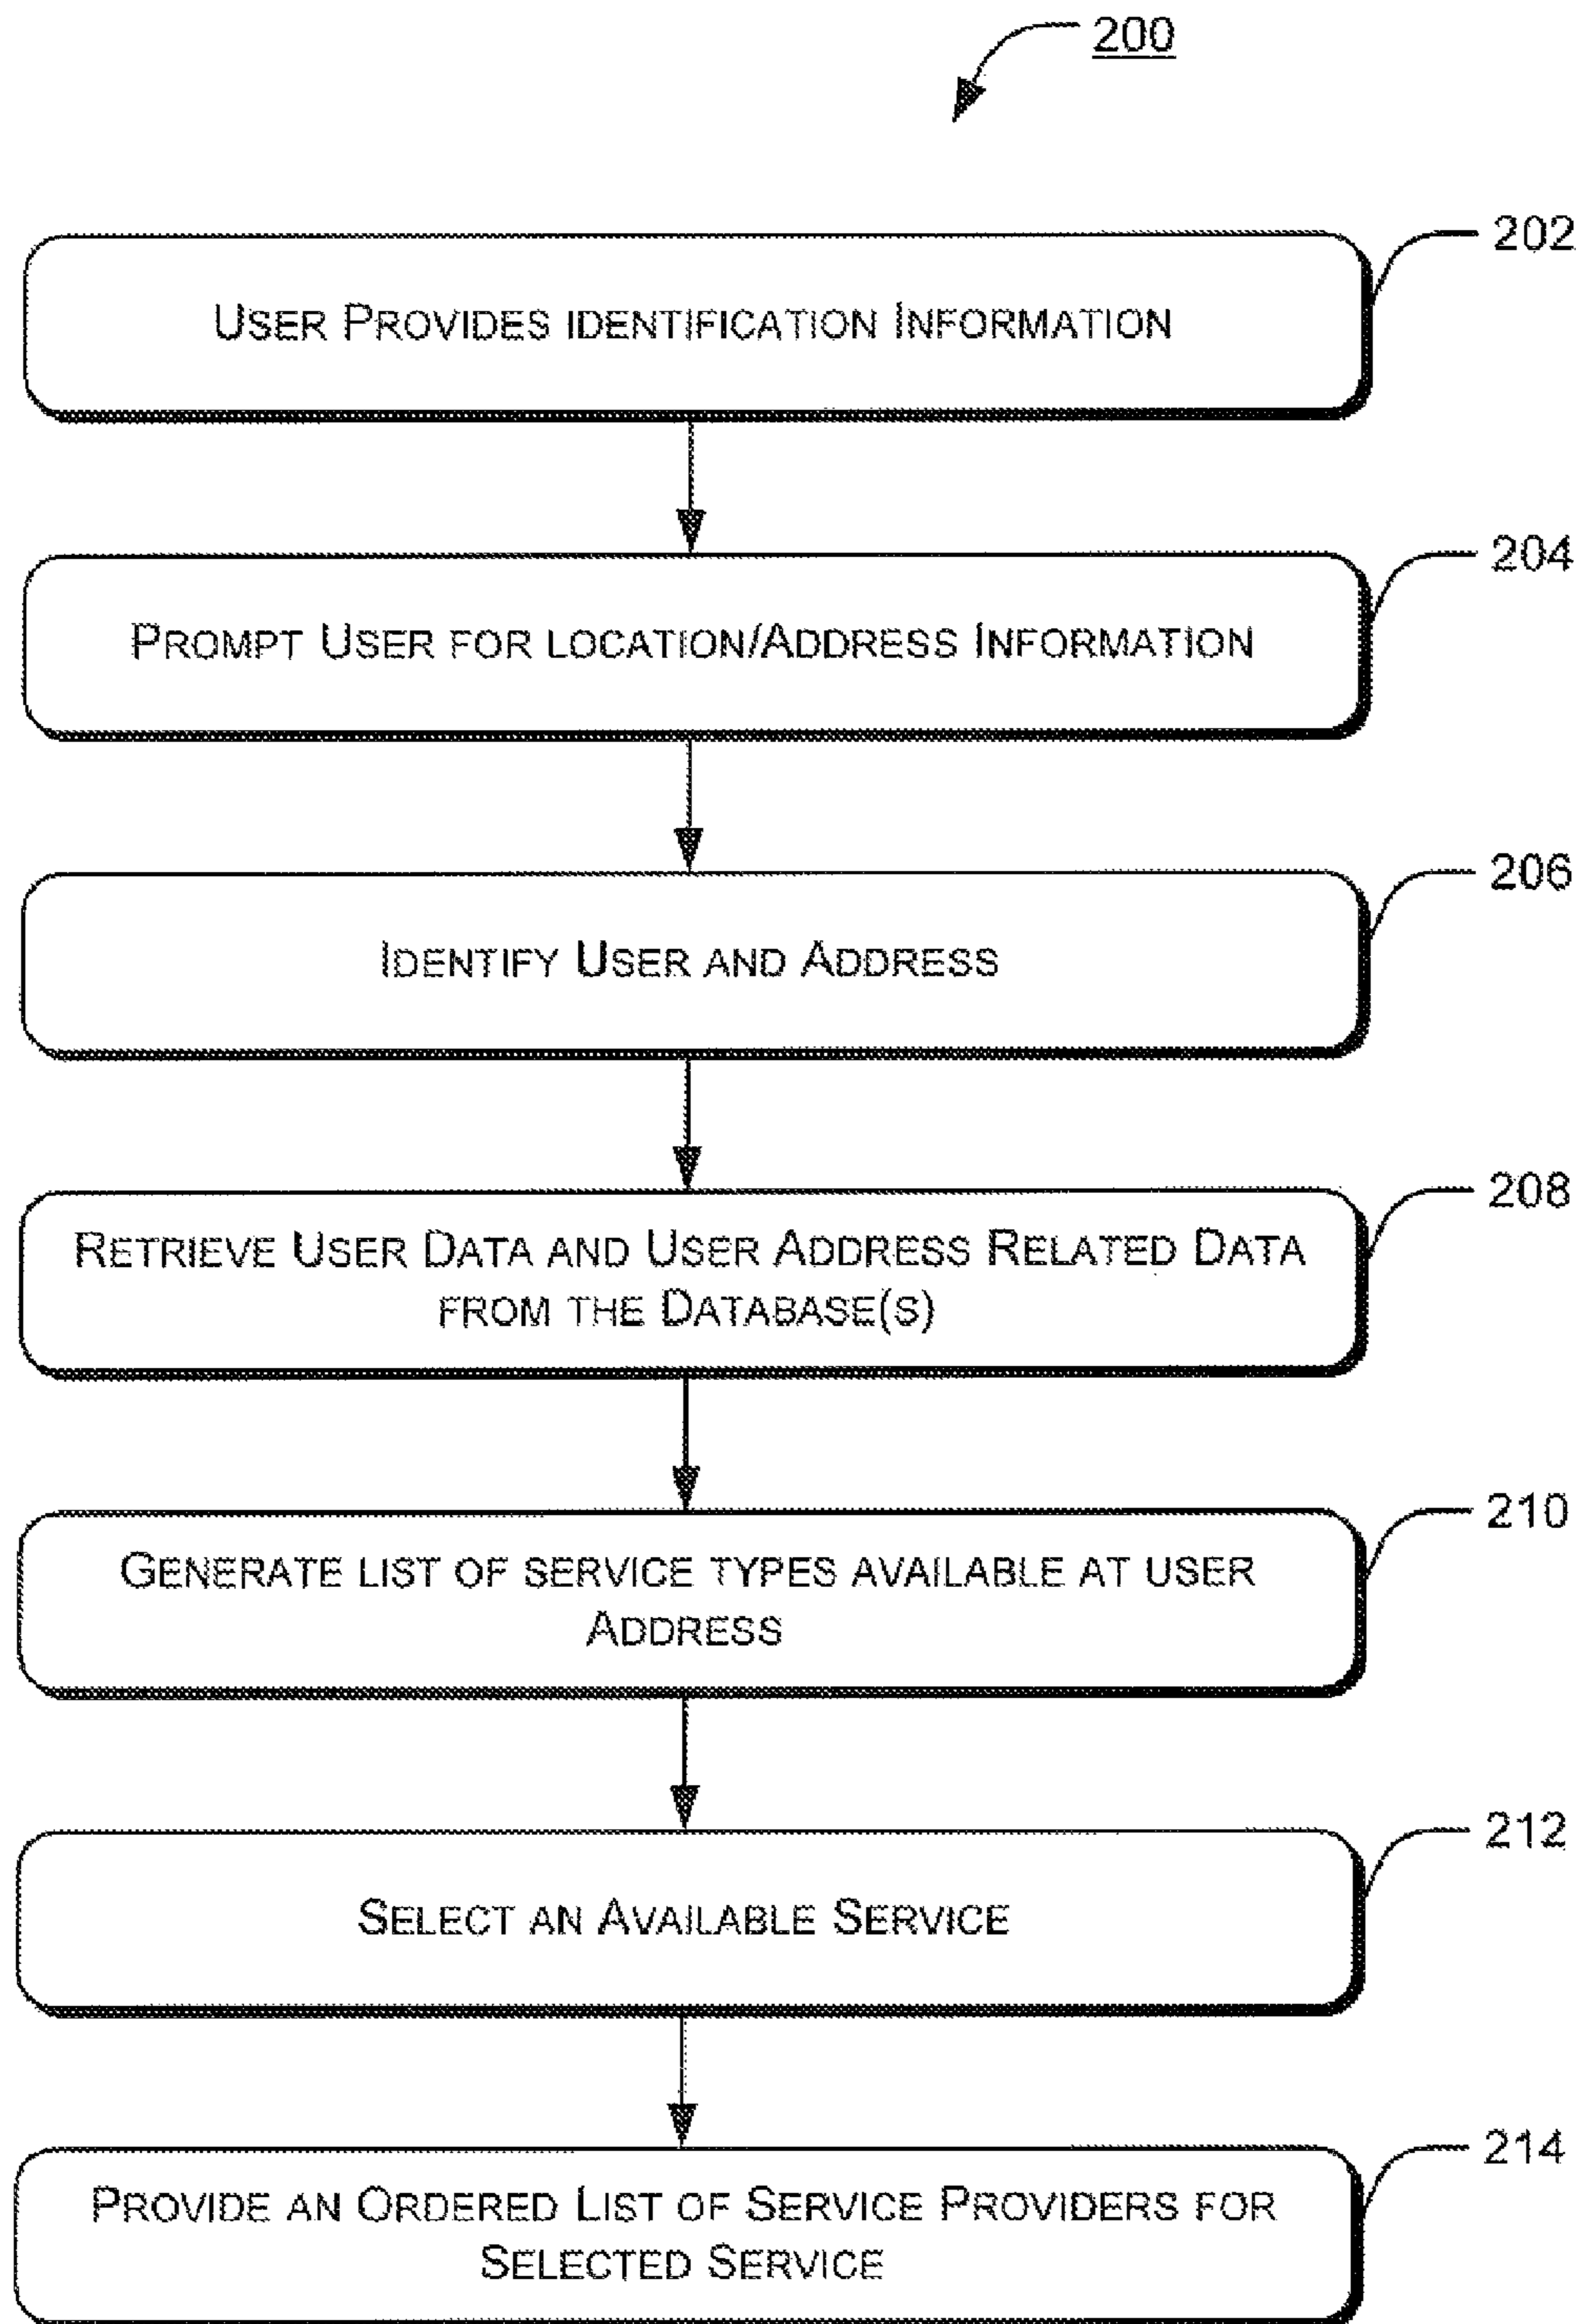 200
202
User Provides identification Information
204
Prompt User for location/Address Information
206
Identify User and Address
208
Retrieve User Data and User Address Related Data
from the Database(s)
210
Generate list of service types available at user
Address
212
Select an Available Service
214
Provide an Ordered List of Service Providers for
Selected Service